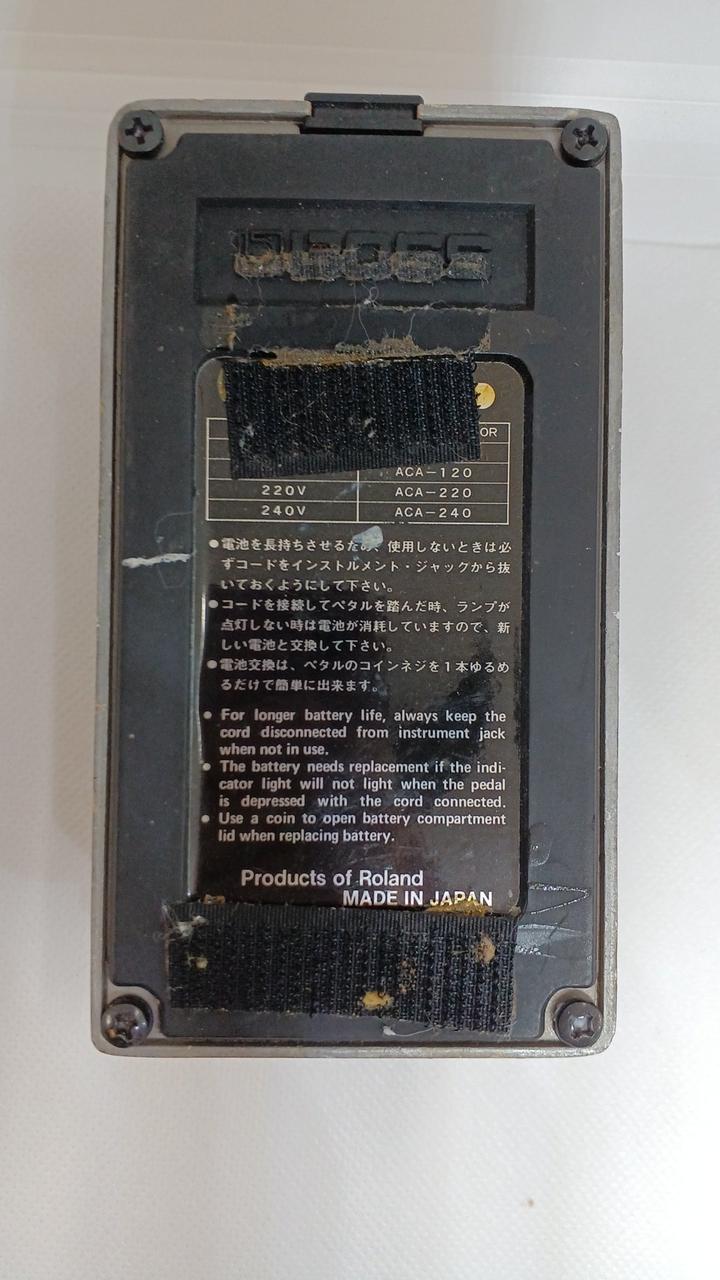 BOSS
OR
ACA-120
220V ACA-220
240V ACA-240
●電池を長持ちさせるため、使用しないときは必
ずコードをインストルメント・ジャックから抜
いておくようにして下さい。
●コードを接続してペタルを踏んだ時、ランプが
点灯しない時は電池が消耗していますので、新
しい電池と交換して下さい。
●電池交換は、ペタルのコインネジを1本ゆるめ
るだけで簡単に出来ます。
● For longer battery life, always keep the
cord disconnected from instrument jack
when not in use.
● The battery needs replacement if the indi-
cator light will not light when the pedal
is depressed with the cord connected.
● Use a coin to open battery compartment
lid when replacing battery.
Products of Roland
MADE IN JAPAN